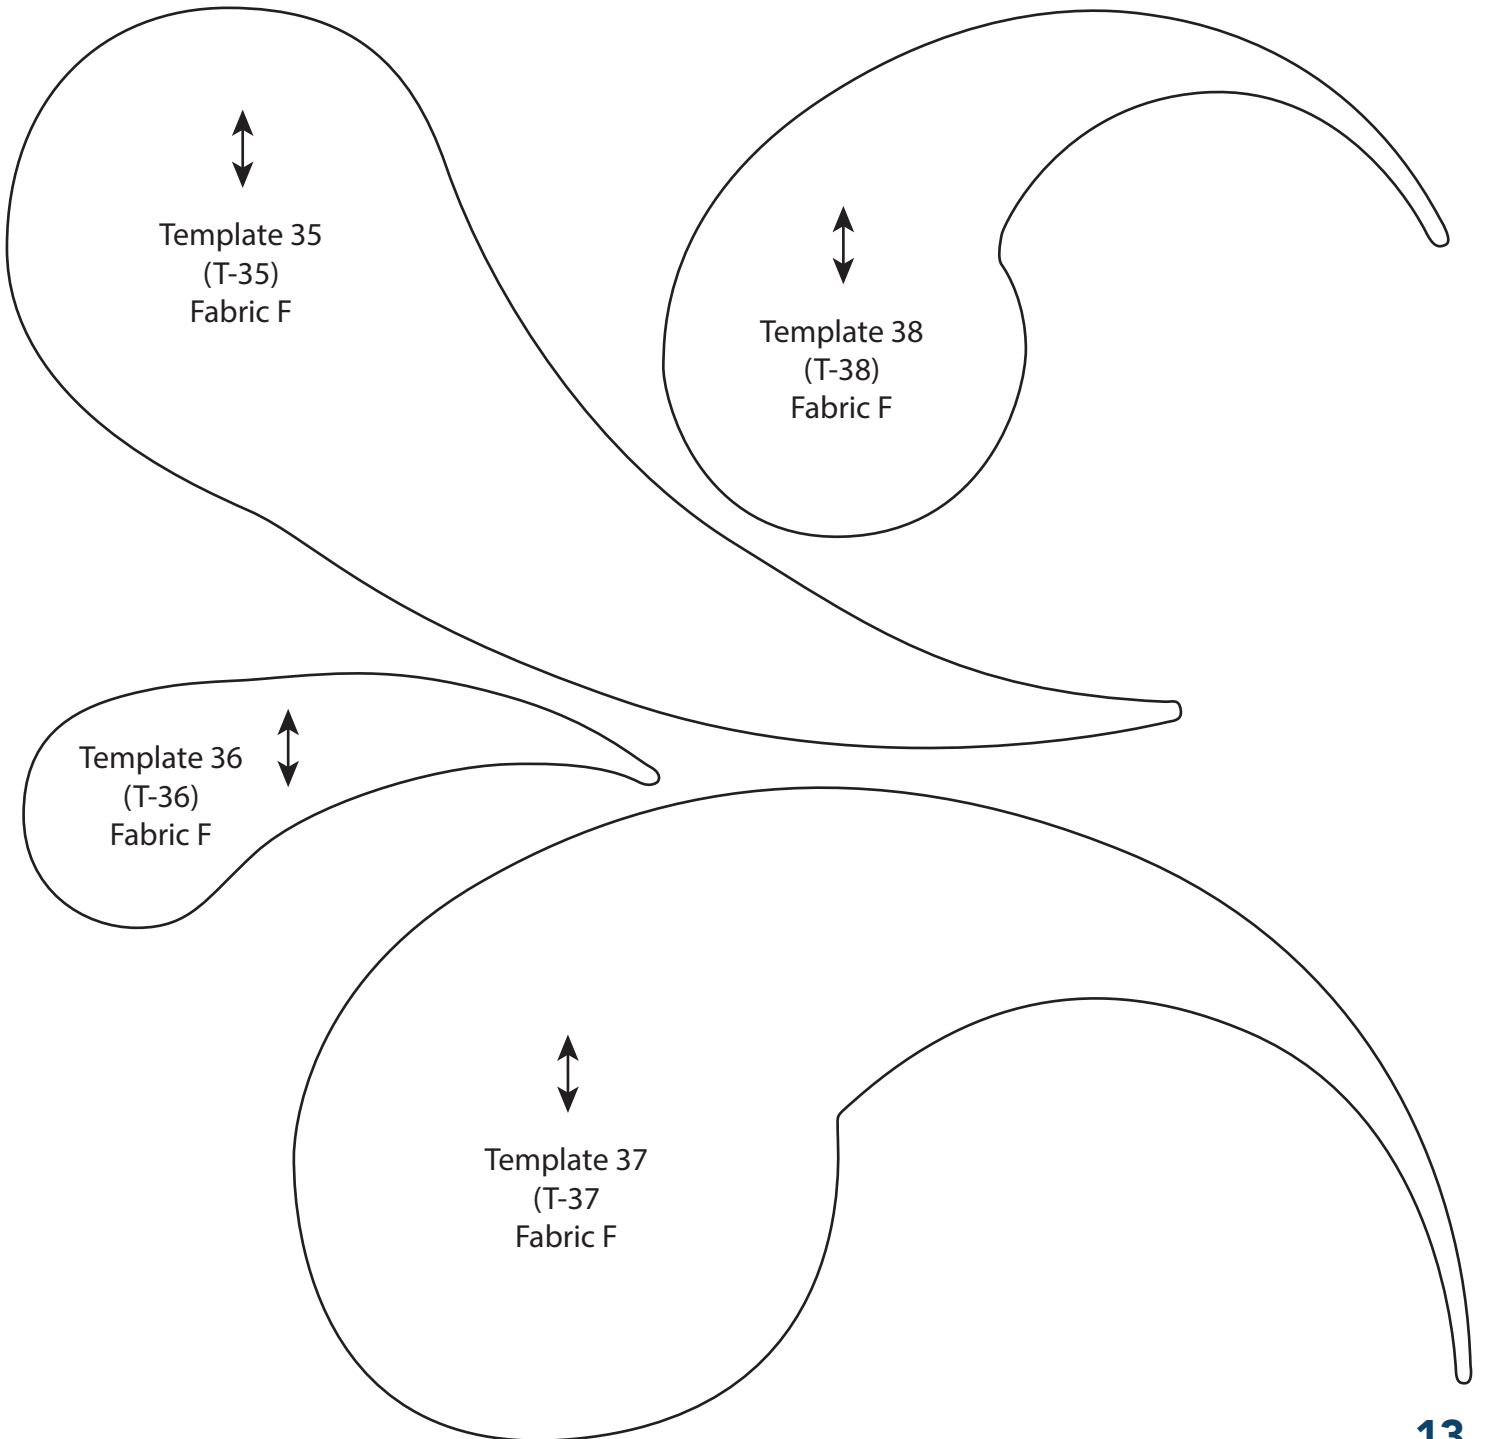 Template 35
(T-35)
Fabric F
Template 38
(T-38)
Fabric F
Template 36
(T-36)
Fabric F
Template 37
(T-37
Fabric F
13